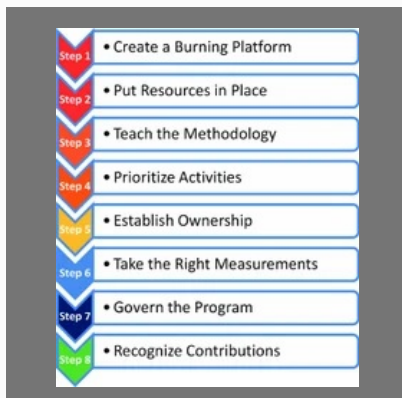 Step 1 • Create a Burning Platform
Step 2 • Put Resources in Place
Step 3 • Teach the Methodology
Step 4 • Prioritize Activities
Step 5 • Establish Ownership
Step 6 • Take the Right Measurements
Step 7 • Govern the Program
Step 8 • Recognize Contributions